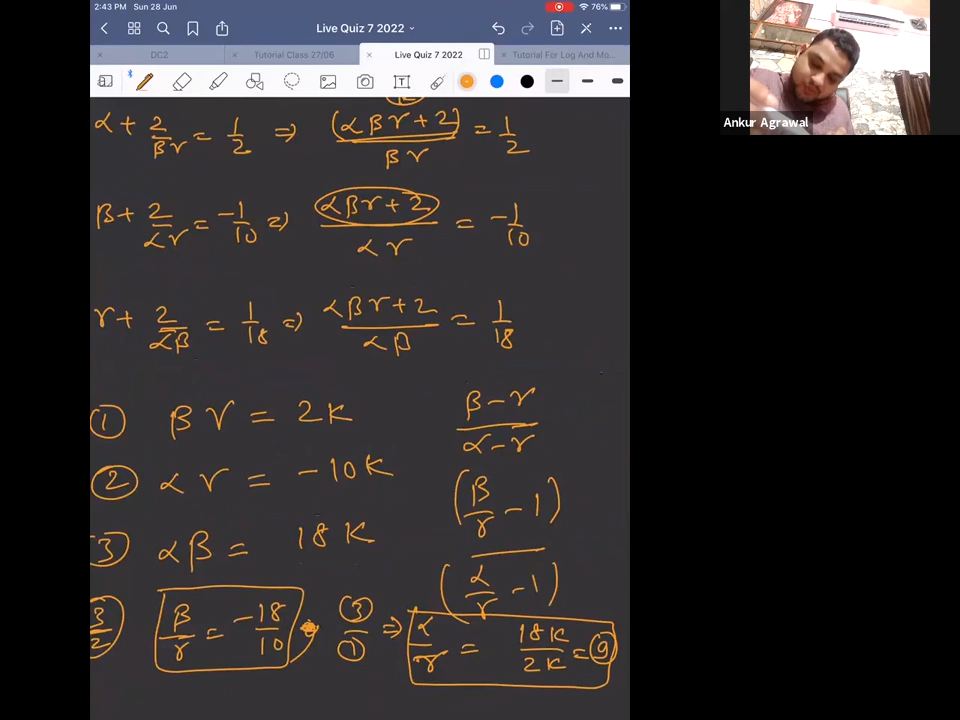 2:43 PM Sun 28 Jun
76%
Live Quiz 7 2022
DC2
Tutorial Class 27/06
Live Quiz 7 2022
Tutorial For Log And Mo...
Ankur Agrawal
α + 2/βγ = 1/2 ⇒ (αβγ+2)/βγ = 1/2
β + 2/αγ = -1/10 ⇒ αβγ+2/αγ = -1/10
γ + 2/αβ = 1/18 ⇒ αβγ+2/αβ = 1/18
① βγ = 2K
② αγ = -10K
③ αβ = 18K
β-γ/α-γ
(β/γ - 1)/(α/γ - 1)
3/2 β/γ = -18/10
③/① ⇒ α/γ = 18K/2K = 9